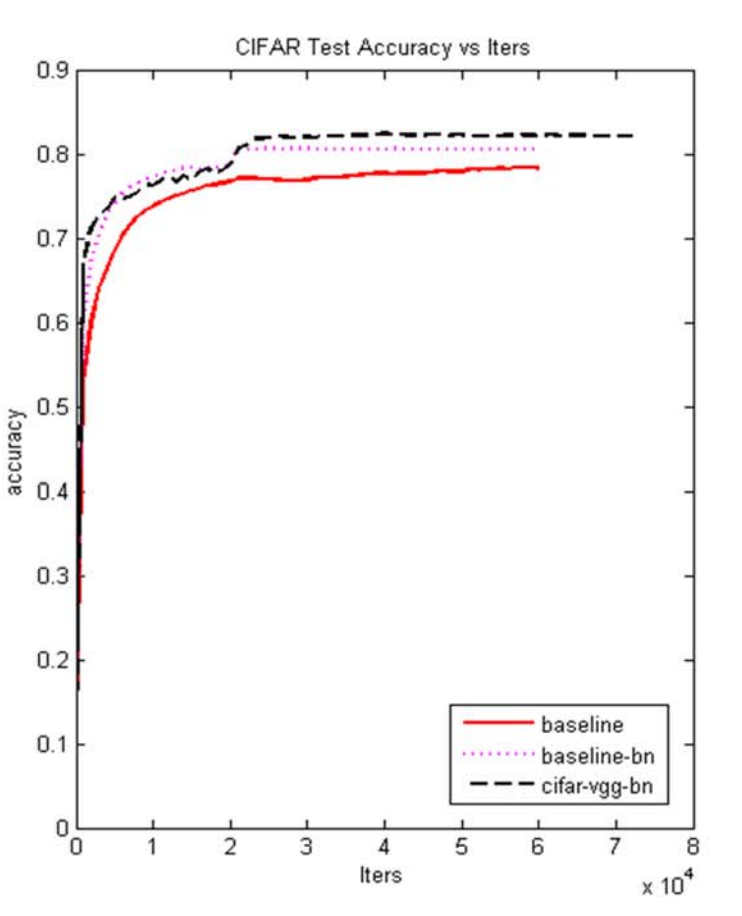 CIFAR Test Accuracy vs Iters
0.9
0.8
0.7
0.6
0.5
0.4
0.3
0.2
0.1
0
accuracy
baseline
baseline-bn
cifar-vgg-bn
0 1 2 3 4 5 6 7 8
Iters
x 10⁴